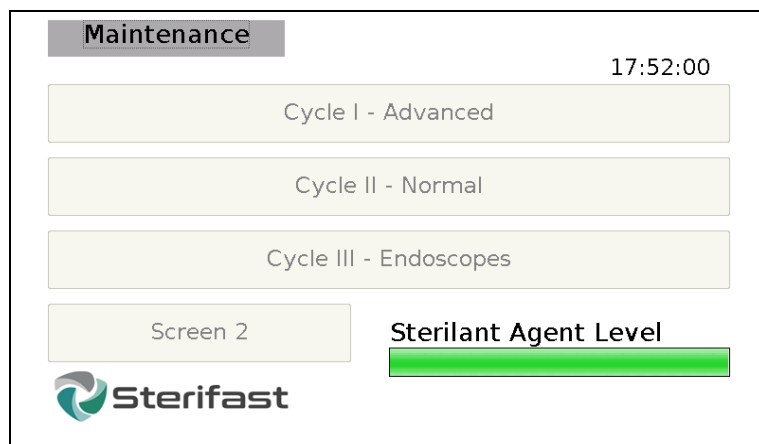 Maintenance
17:52:00
Cycle I - Advanced
Cycle II - Normal
Cycle III - Endoscopes
Screen 2
Sterilant Agent Level
Sterifast